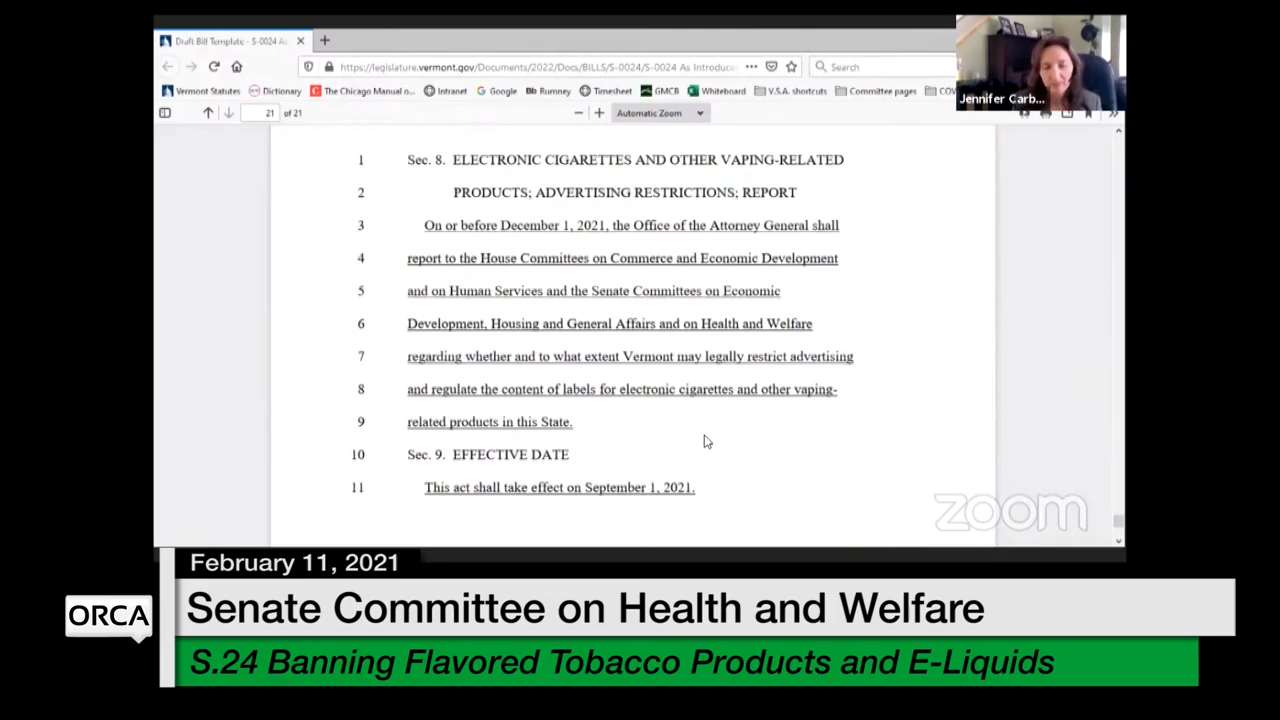 Draft Bill Template - S-0024 As
https://legislature.vermont.gov/Documents/2022/Docs/BILLS/S-0024/S-0024 As Introduce
Search
Vermont Statutes Dictionary The Chicago Manual o... Intranet Google Bb Rumney Timesheet GMCB Whiteboard V.S.A. shortcuts Committee pages COV
Jennifer Carb...
21 of 21 Automatic Zoom
1 Sec. 8. ELECTRONIC CIGARETTES AND OTHER VAPING-RELATED
2 PRODUCTS; ADVERTISING RESTRICTIONS; REPORT
3 On or before December 1, 2021, the Office of the Attorney General shall
4 report to the House Committees on Commerce and Economic Development
5 and on Human Services and the Senate Committees on Economic
6 Development, Housing and General Affairs and on Health and Welfare
7 regarding whether and to what extent Vermont may legally restrict advertising
8 and regulate the content of labels for electronic cigarettes and other vaping-
9 related products in this State.
10 Sec. 9. EFFECTIVE DATE
11 This act shall take effect on September 1, 2021.
zoom
February 11, 2021
ORCA
Senate Committee on Health and Welfare
S.24 Banning Flavored Tobacco Products and E-Liquids